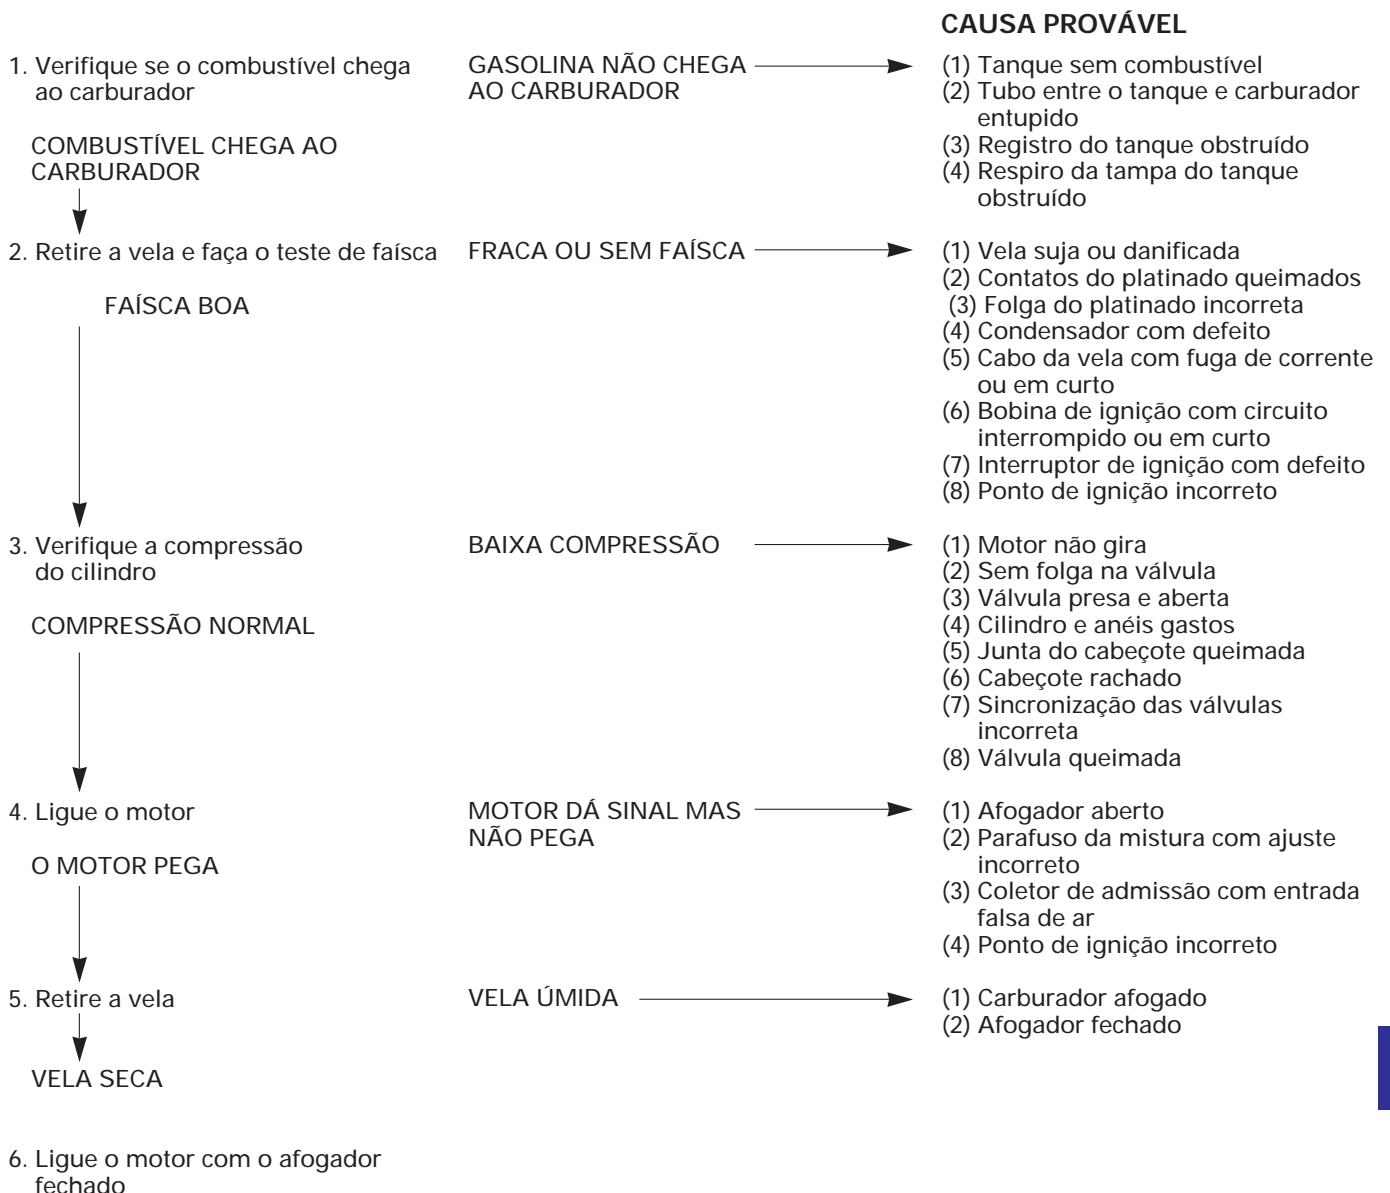 CAUSA PROVÁVEL
1. Verifique se o combustível chega
ao carburador
COMBUSTÍVEL CHEGA AO
CARBURADOR
GASOLINA NÃO CHEGA
AO CARBURADOR
(1) Tanque sem combustível
(2) Tubo entre o tanque e carburador
entupido
(3) Registro do tanque obstruído
(4) Respiro da tampa do tanque
obstruído
2. Retire a vela e faça o teste de faísca
FAÍSCA BOA
FRACA OU SEM FAÍSCA
(1) Vela suja ou danificada
(2) Contatos do platinado queimados
(3) Folga do platinado incorreta
(4) Condensador com defeito
(5) Cabo da vela com fuga de corrente
ou em curto
(6) Bobina de ignição com circuito
interrompido ou em curto
(7) Interruptor de ignição com defeito
(8) Ponto de ignição incorreto
3. Verifique a compressão
do cilindro
COMPRESSÃO NORMAL
BAIXA COMPRESSÃO
(1) Motor não gira
(2) Sem folga na válvula
(3) Válvula presa e aberta
(4) Cilindro e anéis gastos
(5) Junta do cabeçote queimada
(6) Cabeçote rachado
(7) Sincronização das válvulas
incorreta
(8) Válvula queimada
4. Ligue o motor
O MOTOR PEGA
MOTOR DÁ SINAL MAS
NÃO PEGA
(1) Afogador aberto
(2) Parafuso da mistura com ajuste
incorreto
(3) Coletor de admissão com entrada
falsa de ar
(4) Ponto de ignição incorreto
5. Retire a vela
VELA SECA
VELA ÚMIDA
(1) Carburador afogado
(2) Afogador fechado
6. Ligue o motor com o afogador
fechado